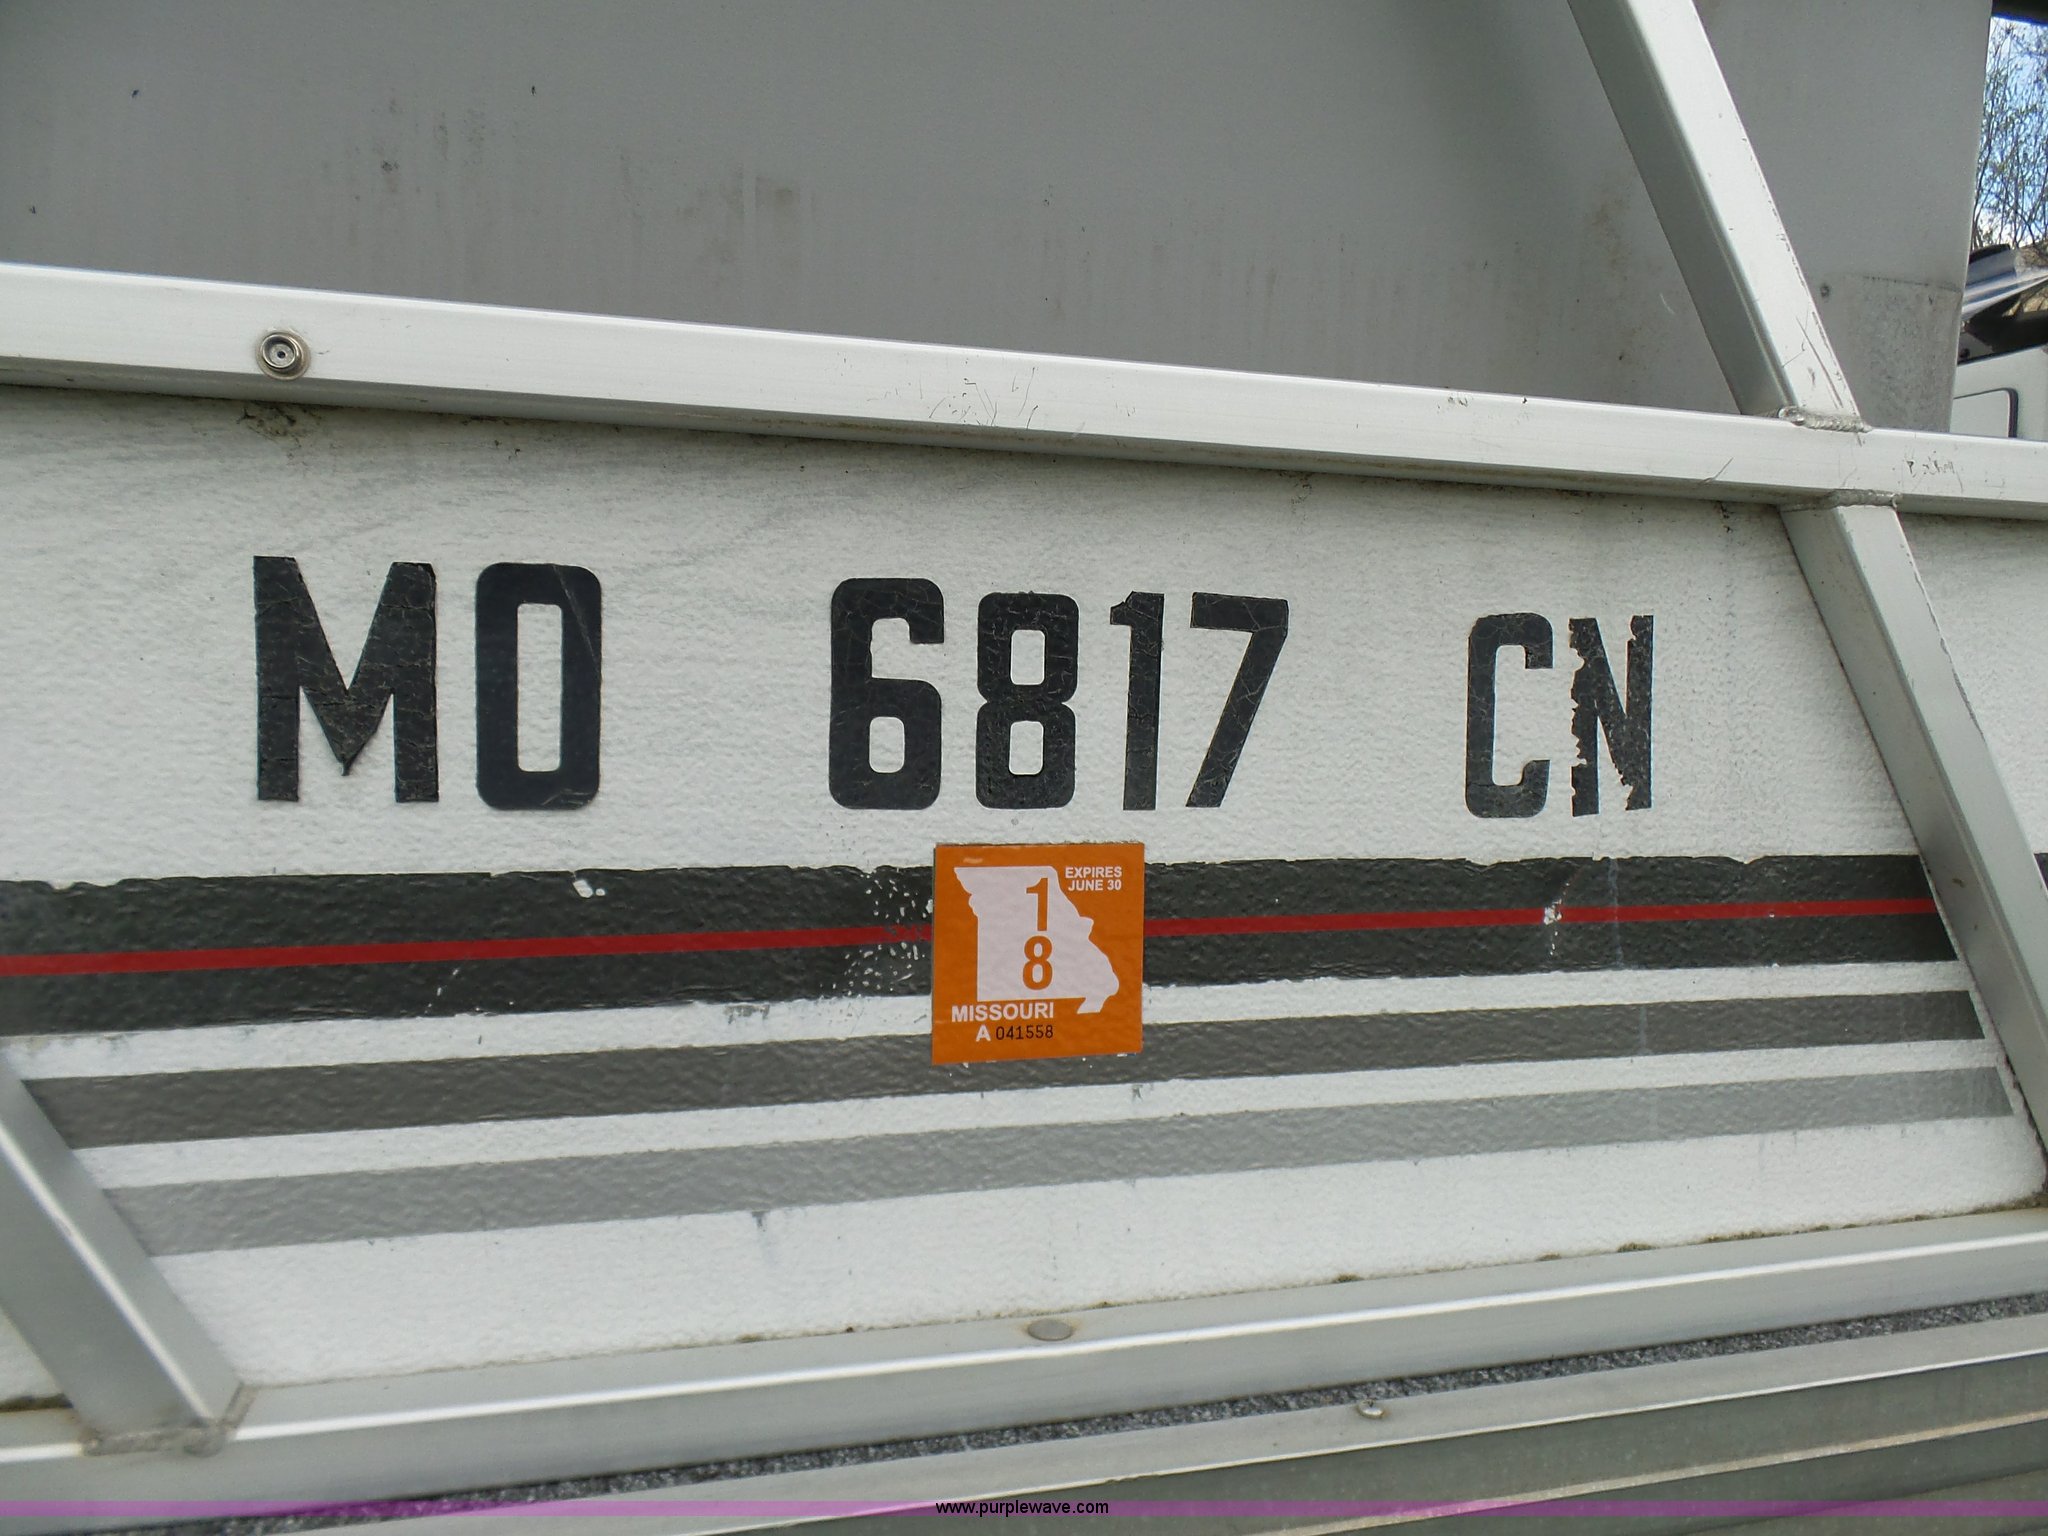 MO 6817 CN
EXPIRES
JUNE 30
1
8
MISSOURI
A 041558
www.purplewave.com